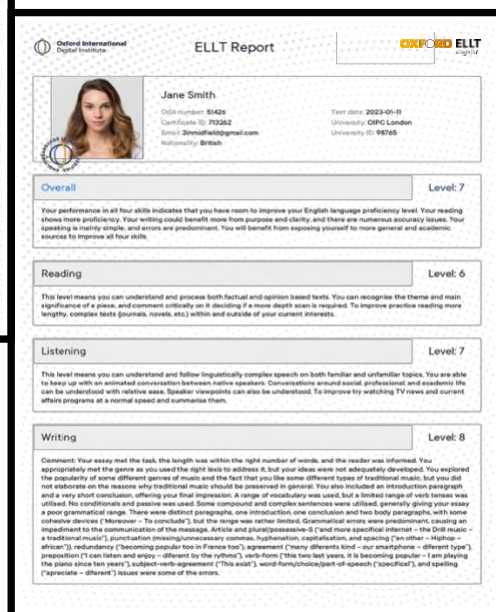 Oxford International
Digital Institute
ELLT Report
OXFORD ELLT
Digital
Jane Smith
OIDI number: 51426
Certificate ID: 713262
Email: 3inmidfield@gmail.com
Nationality: British
Test date: 2023-01-11
University: OIPC London
University ID: 98765
Overall
Level: 7
Your performance in all four skills indicates that you have room to improve your English language proficiency level. Your reading
shows more proficiency. Your writing could benefit more from purpose and clarity, and there are numerous accuracy issues. Your
speaking is mainly simple, and errors are predominant. You will benefit from exposing yourself to more general and academic
sources to improve all four skills.
Reading
Level: 6
This level means you can understand and process both factual and opinion based texts. You can recognise the theme and main
significance of a piece, and comment critically on it deciding if a more depth scan is required. To improve practice reading more
lengthy, complex texts (journals, novels, etc.) within and outside of your current interests.
Listening
Level: 7
This level means you can understand and follow linguistically complex speech on both familiar and unfamiliar topics. You are able
to keep up with an animated conversation between native speakers. Conversations around social, professional, and academic life
can be understood with relative ease. Speaker viewpoints can also be understood. To improve try watching TV news and current
affairs programs at a normal speed and summarise them.
Writing
Level: 8
Comment: Your essay met the task, the length was within the right number of words, and the reader was informed. You
appropriately met the genre as you used the right lexis to address it, but your ideas were not adequately developed. You explored
the popularity of some different genres of music and the fact that you like some different types of traditional music, but you did
not elaborate on the reasons why traditional music should be preserved in general. You also included an introduction paragraph
and a very short conclusion, offering your final impression. A range of vocabulary was used, but a limited range of verb tenses was
utilised. No conditionals and passive was used. Some compound and complex sentences were utilised, generally giving your essay
a poor grammatical range. There were distinct paragraphs, one introduction, one conclusion and two body paragraphs, with some
cohesive devices ("Moreover – To conclude"), but the range was rather limited. Grammatical errors were predominant, causing an
impediment to the communication of the message. Article and plural/possessive-S ("and more specifical internet – the Drill music –
a traditional music"), punctuation (missing/unnecessary commas, hyphenation, capitalisation, and spacing ("an other – Hiphop –
african")), redundancy ("becoming popular too in France too"), agreement ("many diferents kind – our smartphone – diferent type"),
preposition ("I can listen and enjoy – diferent by the rythms"), verb-form ("this two last years, it is becoming popular – I am playing
the piano since ten years"), subject-verb-agreement ("This exist"), word-form/choice/part-of-speech ("specifical"), and spelling
("apreciate – diferent") issues were some of the errors.